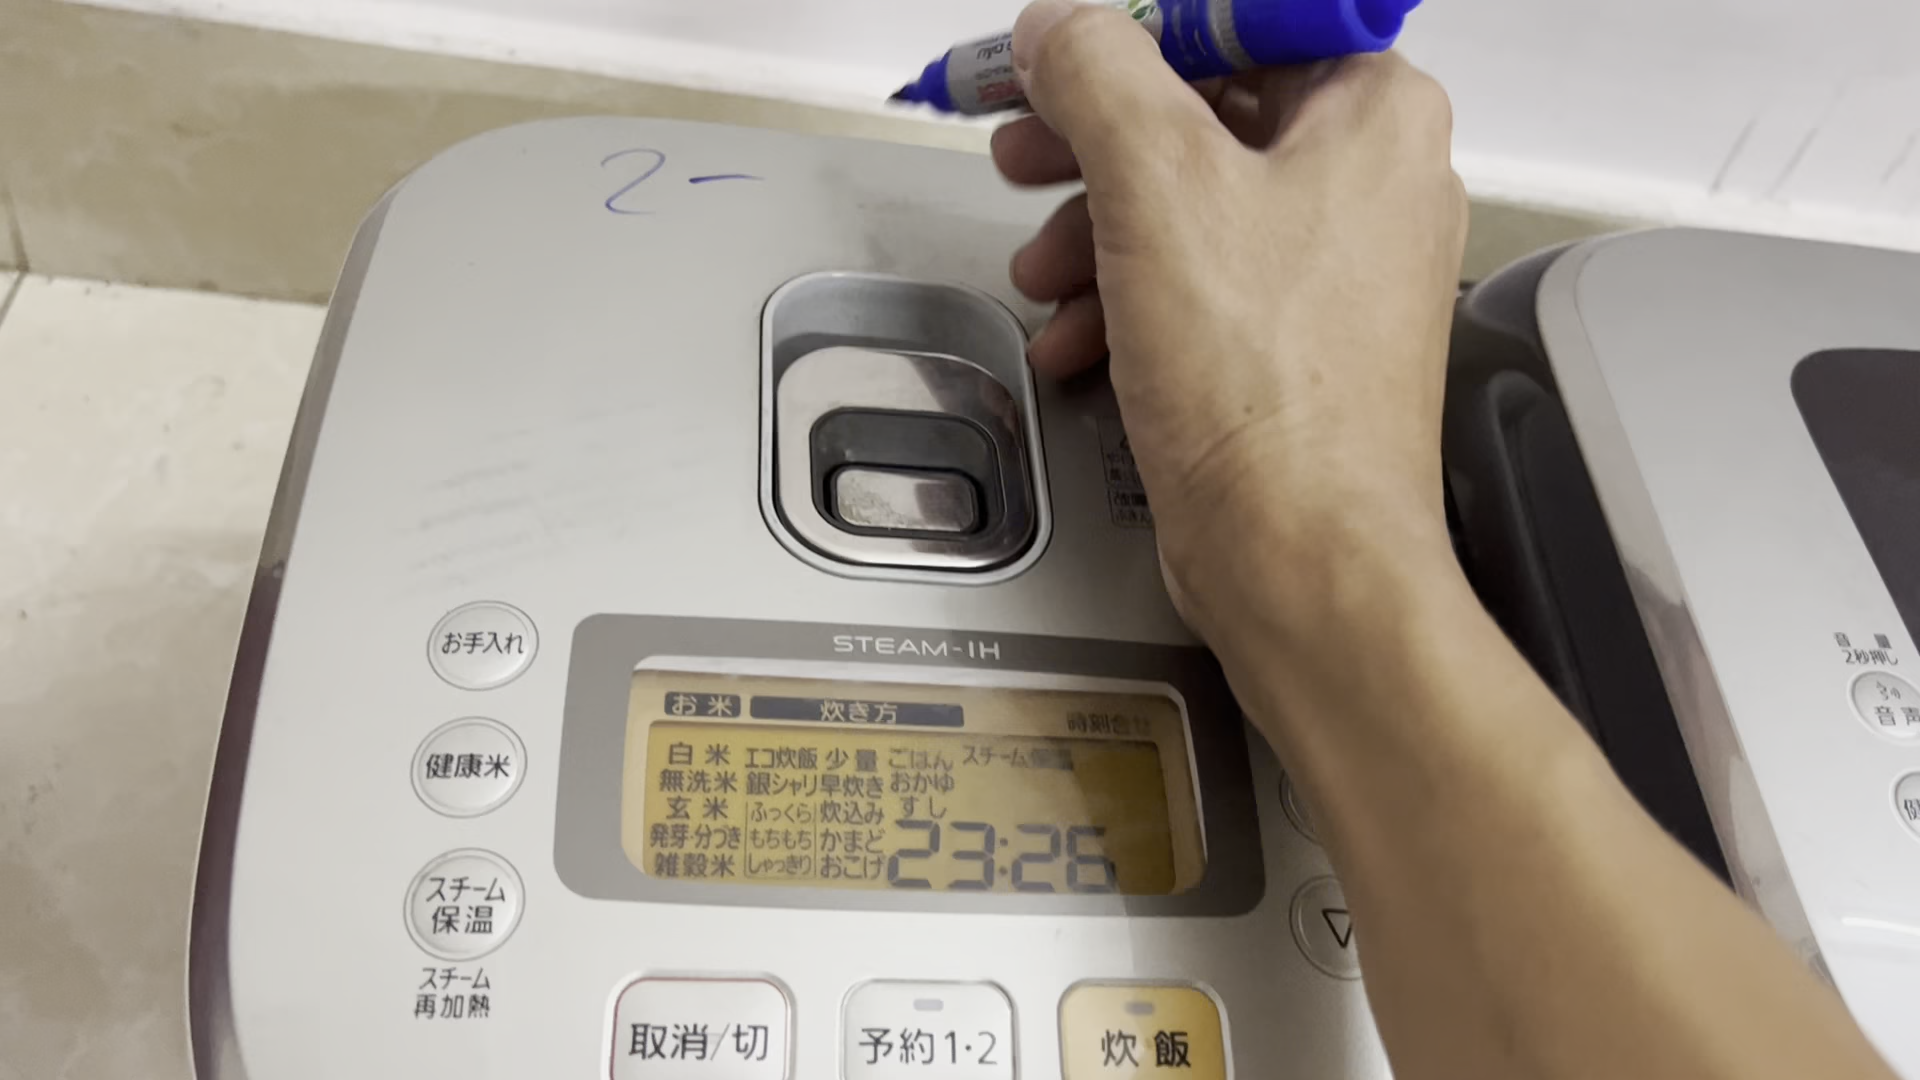 2-
お手入れ
健康米
スチーム
保温
スチーム
再加熱
STEAM-IH
お米 炊き方
白米 エコ炊飯 少量 ごはん スチーム保温
無洗米 銀シャリ 早炊き おかゆ
玄米 ふっくら 炊込み すし
発芽・分づき もちもち かまど
雑穀米 しゃっきり おこげ
23:26
取消/切
予約1・2
炊飯
▽
音量
2秒押し
音声